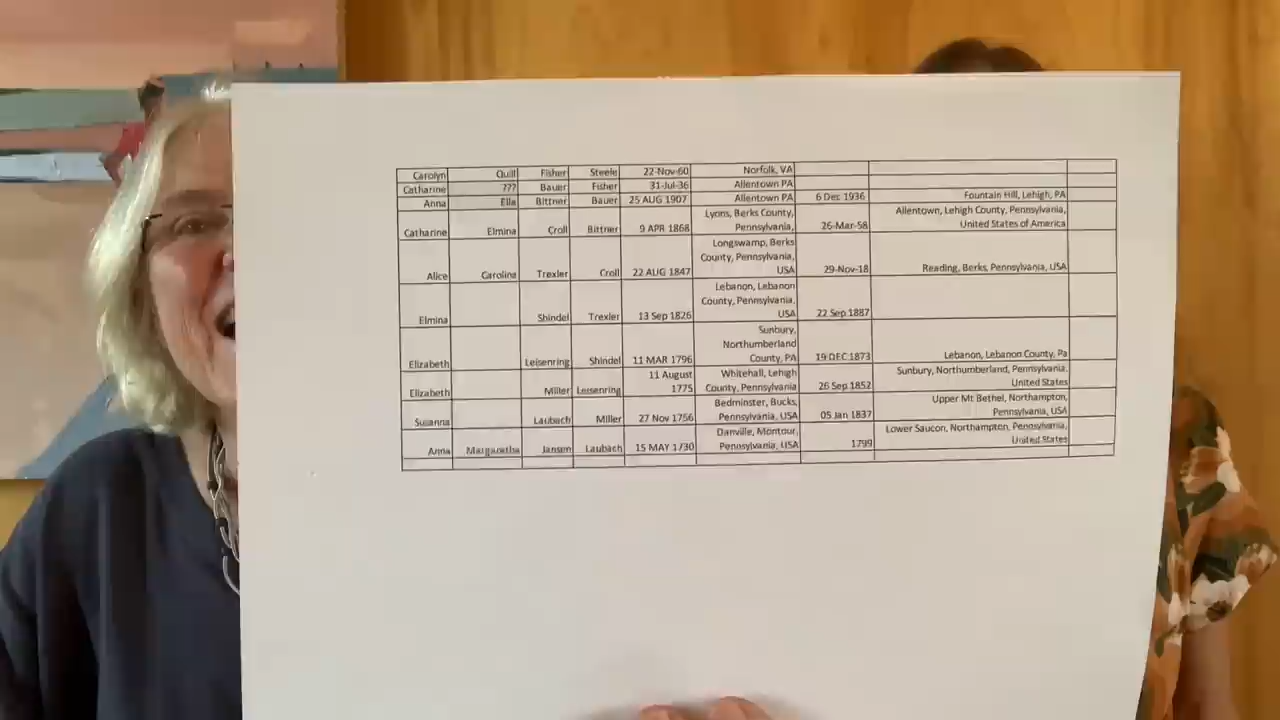 Carolyn Quill Fisher Steele 22-Nov-60 Norfolk, VA
Catharine ??? Bauer Fisher 31-Jul-36 Allentown PA
Anna Ella Bittner Bauer 25 AUG 1907 Allentown PA 6 Dec 1936 Fountain Hill, Lehigh, PA
Lyons, Berks County, Allentown, Lehigh County, Pennsylvania,
Catharine Elmina Croll Bittner 9 APR 1868 Pennsylvania, 26-Mar-58 United States of America
Longswamp, Berks
County, Pennsylvania,
Alice Carolina Trexler Croll 22 AUG 1847 USA 29-Nov-18 Reading, Berks, Pennsylvania, USA
Lebanon, Lebanon
County, Pennsylvania,
Elmina Shindel Trexler 13 Sep 1826 USA 22 Sep 1887
Sunbury,
Northumberland
Elizabeth Leisenring Shindel 11 MAR 1796 County, PA 19 DEC 1873 Lebanon, Lebanon County, Pa
11 August Whitehall, Lehigh Sunbury, Northumberland, Pennsylvania,
Elizabeth Miller Leisenring 1775 County, Pennsylvania 26 Sep 1852 United States
Bedminster, Bucks, Upper Mt Bethel, Northampton,
Susanna Laubach Miller 27 Nov 1756 Pennsylvania, USA 05 Jan 1837 Pennsylvania, USA
Danville, Montour, Lower Saucon, Northampton, Pennsylvania,
Anna Margaretha Jansen Laubach 15 MAY 1730 Pennsylvania, USA 1799 United States